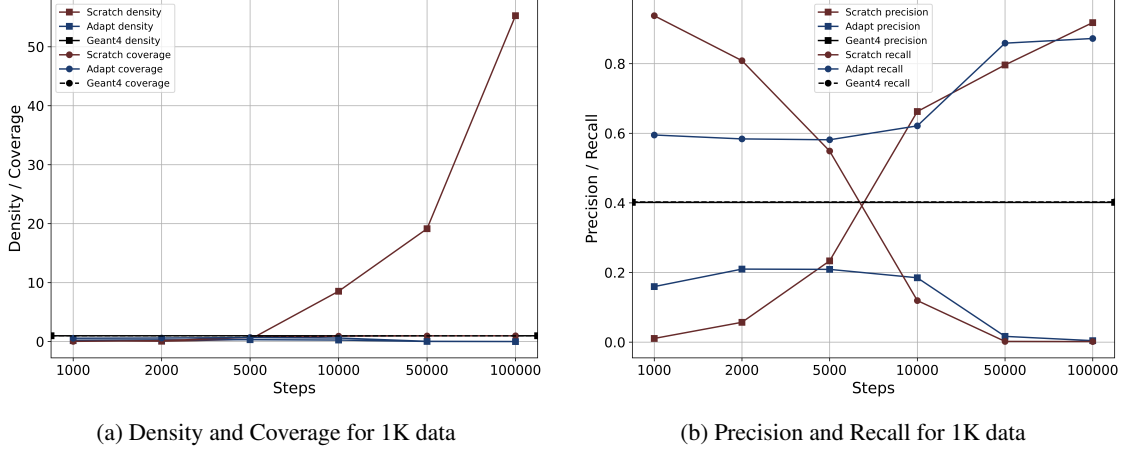 Scratch density
Adapt density
Geant4 density
Scratch coverage
Adapt coverage
Geant4 coverage
Density / Coverage
50
40
30
20
10
0
1000 2000 5000 10000 50000 100000
Steps
(a) Density and Coverage for 1K data
Scratch precision
Adapt precision
Geant4 precision
Scratch recall
Adapt recall
Geant4 recall
Precision / Recall
0.8
0.6
0.4
0.2
0.0
1000 2000 5000 10000 50000 100000
Steps
(b) Precision and Recall for 1K data